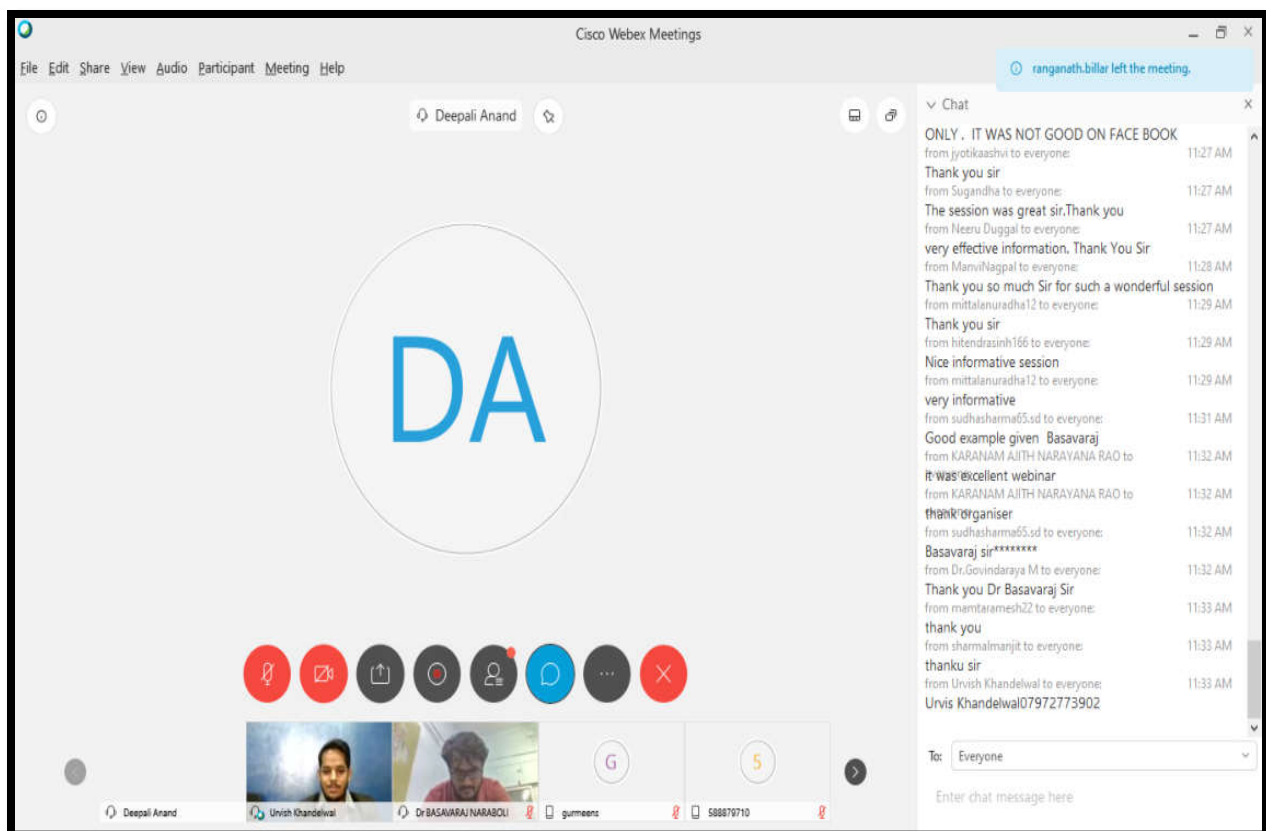 Cisco Webex Meetings
File Edit Share View Audio Participant Meeting Help
ranganath.billar left the meeting.
Deepali Anand
Chat
ONLY . IT WAS NOT GOOD ON FACE BOOK
from jyotikaashvi to everyone: 11:27 AM
Thank you sir
from Sugandha to everyone: 11:27 AM
The session was great sir.Thank you
from Neeru Duggal to everyone: 11:27 AM
very effective information. Thank You Sir
from ManviNagpal to everyone: 11:28 AM
Thank you so much Sir for such a wonderful session
from mittalanuradha12 to everyone: 11:29 AM
Thank you sir
from hitendrasinh166 to everyone: 11:29 AM
Nice informative session
from mittalanuradha12 to everyone: 11:29 AM
very informative
from sudhasharma65.sd to everyone: 11:31 AM
Good example given Basavaraj
from KARANAM AJITH NARAYANA RAO to 11:32 AM
it was excellent webinar
from KARANAM AJITH NARAYANA RAO to 11:32 AM
thank organiser
from sudhasharma65.sd to everyone: 11:32 AM
Basavaraj sir********
from Dr.Govindaraya M to everyone: 11:32 AM
Thank you Dr Basavaraj Sir
from mamtaramesh22 to everyone: 11:33 AM
thank you
from sharmalmanjit to everyone: 11:33 AM
thanku sir
from Urvish Khandelwal to everyone: 11:33 AM
Urvis Khandelwal07972773902
To: Everyone
Enter chat message here
DA
G
S
Deepali Anand
Urvish Khandelwal
Dr BASAVARAJ NARABOLI
gurmeens
588879710